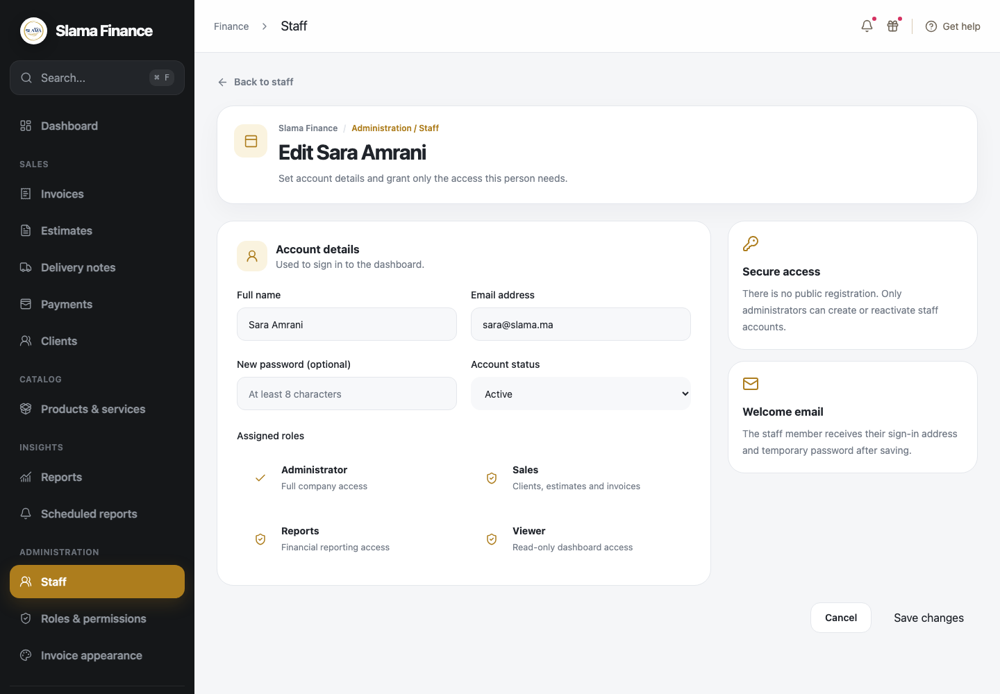 SLAMA
Slama Finance
Search...
⌘ F
Dashboard
SALES
Invoices
Estimates
Delivery notes
Payments
Clients
CATALOG
Products & services
INSIGHTS
Reports
Scheduled reports
ADMINISTRATION
Staff
Roles & permissions
Invoice appearance
Finance > Staff
Get help
Back to staff
Slama Finance / Administration / Staff
Edit Sara Amrani
Set account details and grant only the access this person needs.
Account details
Used to sign in to the dashboard.
Full name
Sara Amrani
Email address
sara@slama.ma
New password (optional)
At least 8 characters
Account status
Active
Assigned roles
Administrator
Full company access
Sales
Clients, estimates and invoices
Reports
Financial reporting access
Viewer
Read-only dashboard access
Secure access
There is no public registration. Only
administrators can create or reactivate staff
accounts.
Welcome email
The staff member receives their sign-in address
and temporary password after saving.
Cancel
Save changes